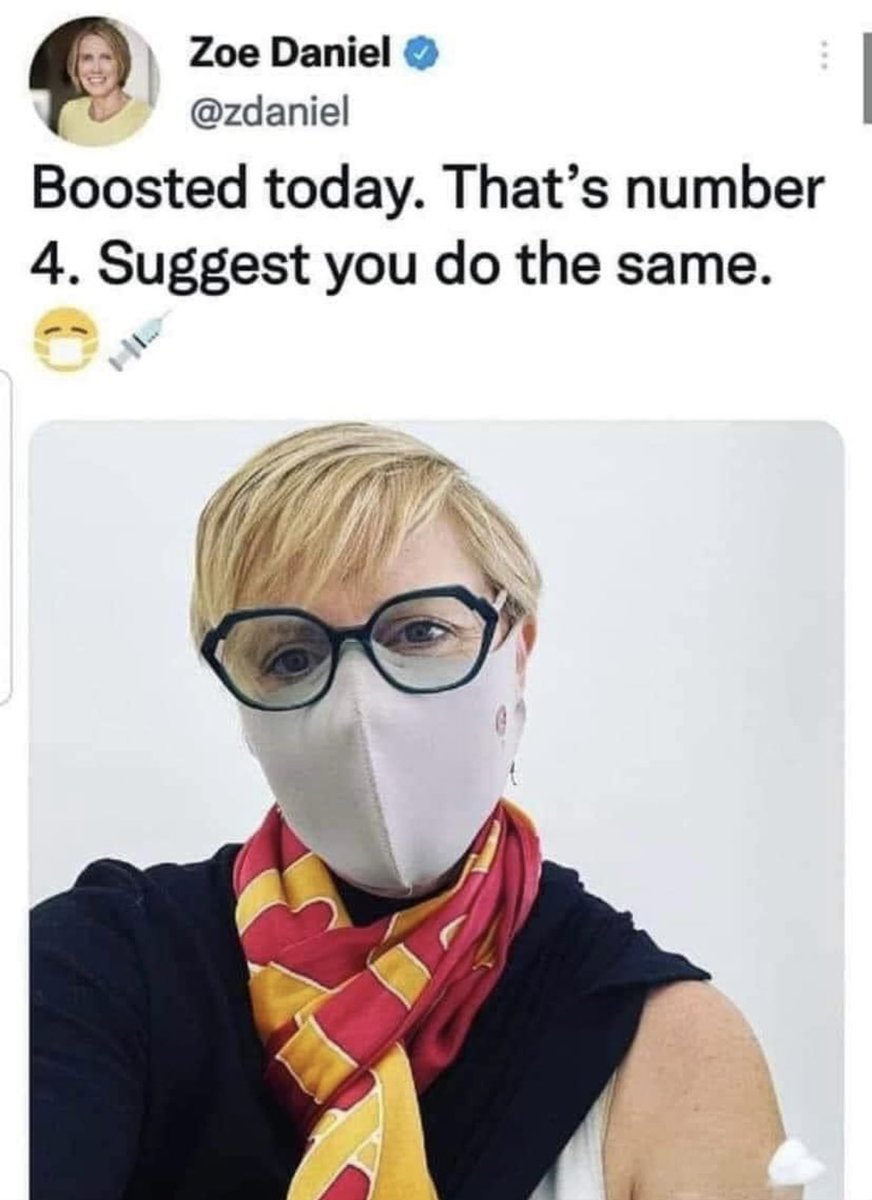 Zoe Daniel
@zdaniel
Boosted today. That’s number
4. Suggest you do the same.
😷💉